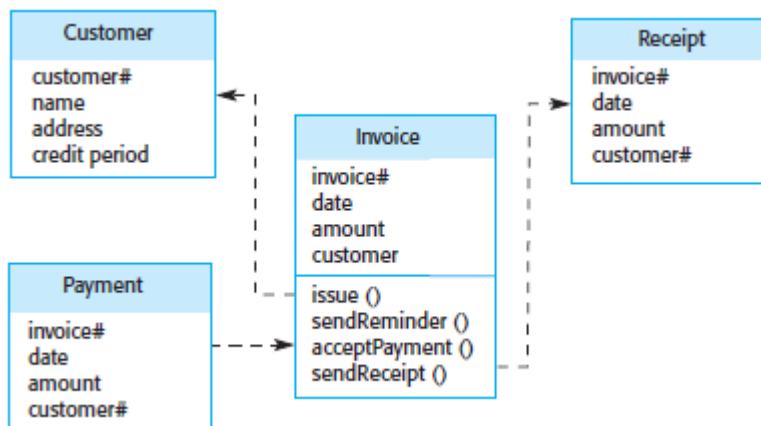 Customer
customer#
name
address
credit period
Receipt
invoice#
date
amount
customer#
Invoice
invoice#
date
amount
customer
issue ()
sendReminder ()
acceptPayment ()
sendReceipt ()
Payment
invoice#
date
amount
customer#